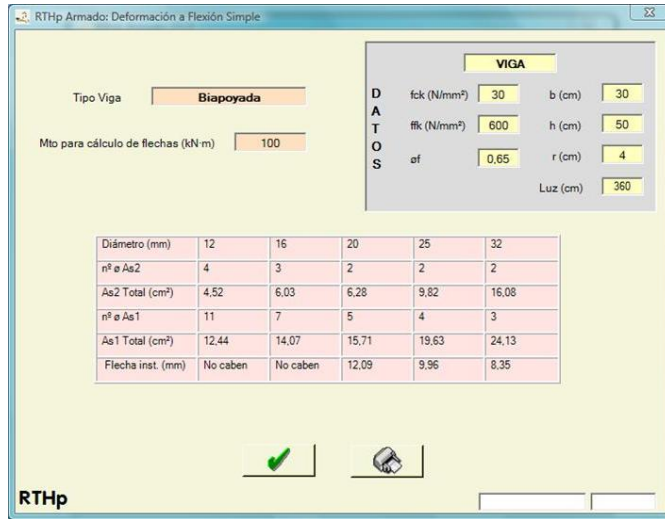 RTHp Armado: Deformación a Flexión Simple
Tipo Viga Biapoyada
Mto para cálculo de flechas (kN·m) 100
DATOS
VIGA
fck (N/mm²) 30 b (cm) 30
ffk (N/mm²) 600 h (cm) 50
øf 0,65 r (cm) 4
Luz (cm) 360
Diámetro (mm) 12 16 20 25 32
nº ø As2 4 3 2 2 2
As2 Total (cm²) 4,52 6,03 6,28 9,82 16,08
nº ø As1 11 7 5 4 3
As1 Total (cm²) 12,44 14,07 15,71 19,63 24,13
Flecha inst. (mm) No caben No caben 12,09 9,96 8,35
RTHp